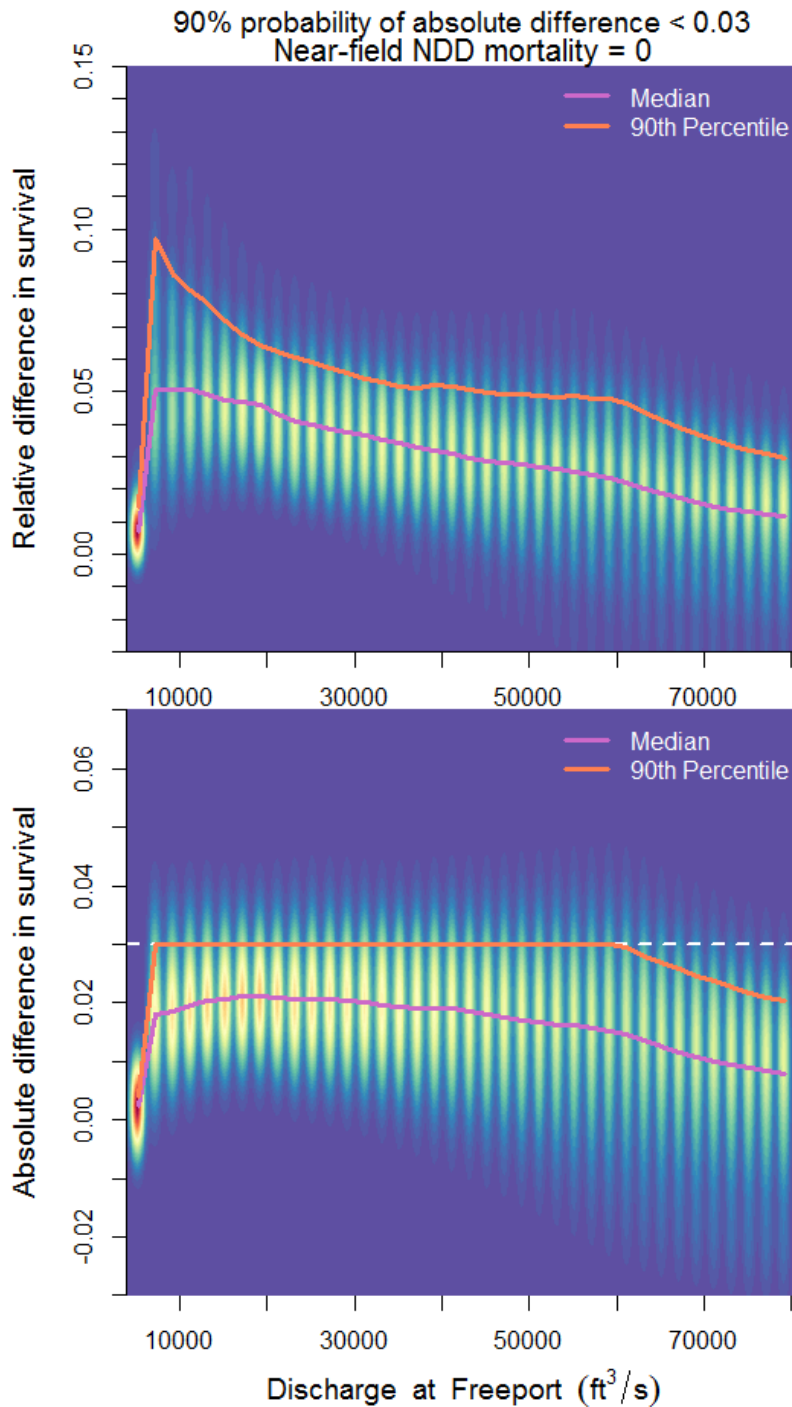 90% probability of absolute difference < 0.03
Near-field NDD mortality = 0
Relative difference in survival
0.15
0.10
0.05
0.00
Median
90th Percentile
10000 30000 50000 70000
Absolute difference in survival
0.06
0.04
0.02
0.00
-0.02
Median
90th Percentile
10000 30000 50000 70000
Discharge at Freeport (ft³/s)